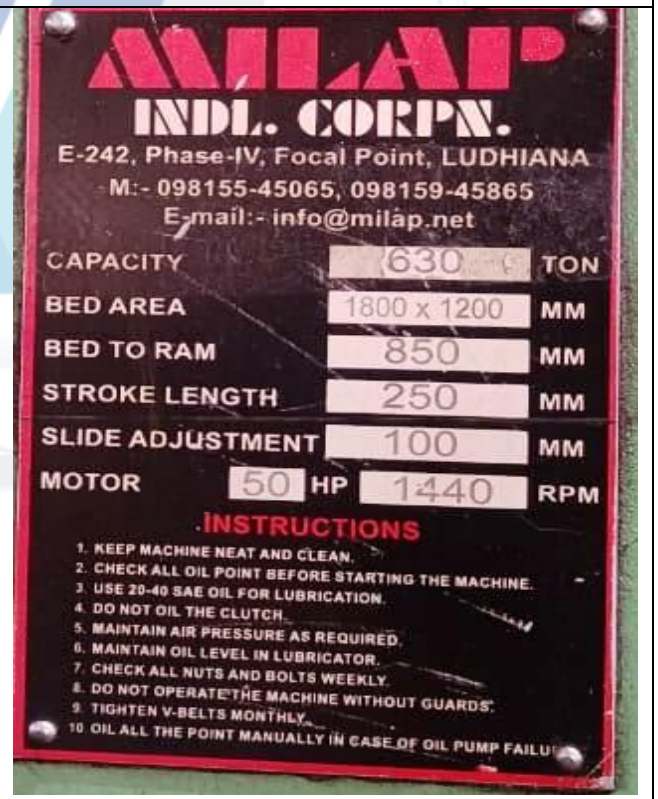 MILAP
INDL. CORPN.
E-242, Phase-IV, Focal Point, LUDHIANA
M:- 098155-45065, 098159-45865
E-mail:- info@milap.net
CAPACITY 630 TON
BED AREA 1800 x 1200 MM
BED TO RAM 850 MM
STROKE LENGTH 250 MM
SLIDE ADJUSTMENT 100 MM
MOTOR 50 HP 1440 RPM
INSTRUCTIONS
1. KEEP MACHINE NEAT AND CLEAN.
2. CHECK ALL OIL POINT BEFORE STARTING THE MACHINE.
3. USE 20-40 SAE OIL FOR LUBRICATION.
4. DO NOT OIL THE CLUTCH.
5. MAINTAIN AIR PRESSURE AS REQUIRED.
6. MAINTAIN OIL LEVEL IN LUBRICATOR.
7. CHECK ALL NUTS AND BOLTS WEEKLY.
8. DO NOT OPERATE THE MACHINE WITHOUT GUARDS.
9. TIGHTEN V-BELTS MONTHLY.
10. OIL ALL THE POINT MANUALLY IN CASE OF OIL PUMP